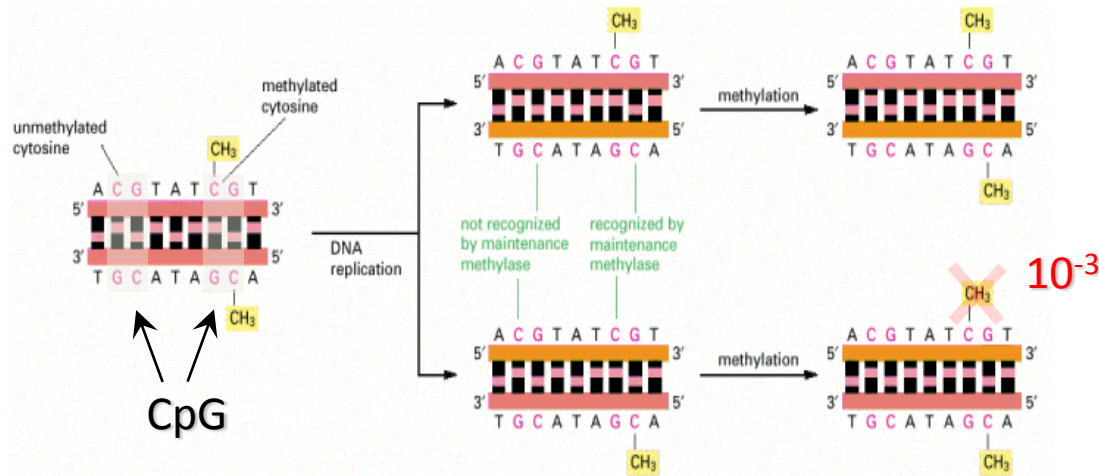 unmethylated
cytosine
methylated
cytosine
CH3
A C G T A T C G T
5′ 3′
3′ 5′
T G C A T A G C A
CH3
CpG
DNA
replication
CH3
A C G T A T C G T
5′ 3′
3′ 5′
T G C A T A G C A
not recognized
by maintenance
methylase
recognized by
maintenance
methylase
A C G T A T C G T
5′ 3′
3′ 5′
T G C A T A G C A
CH3
methylation
CH3
A C G T A T C G T
5′ 3′
3′ 5′
T G C A T A G C A
CH3
methylation
10-3
CH3
A C G T A T C G T
5′ 3′
3′ 5′
T G C A T A G C A
CH3